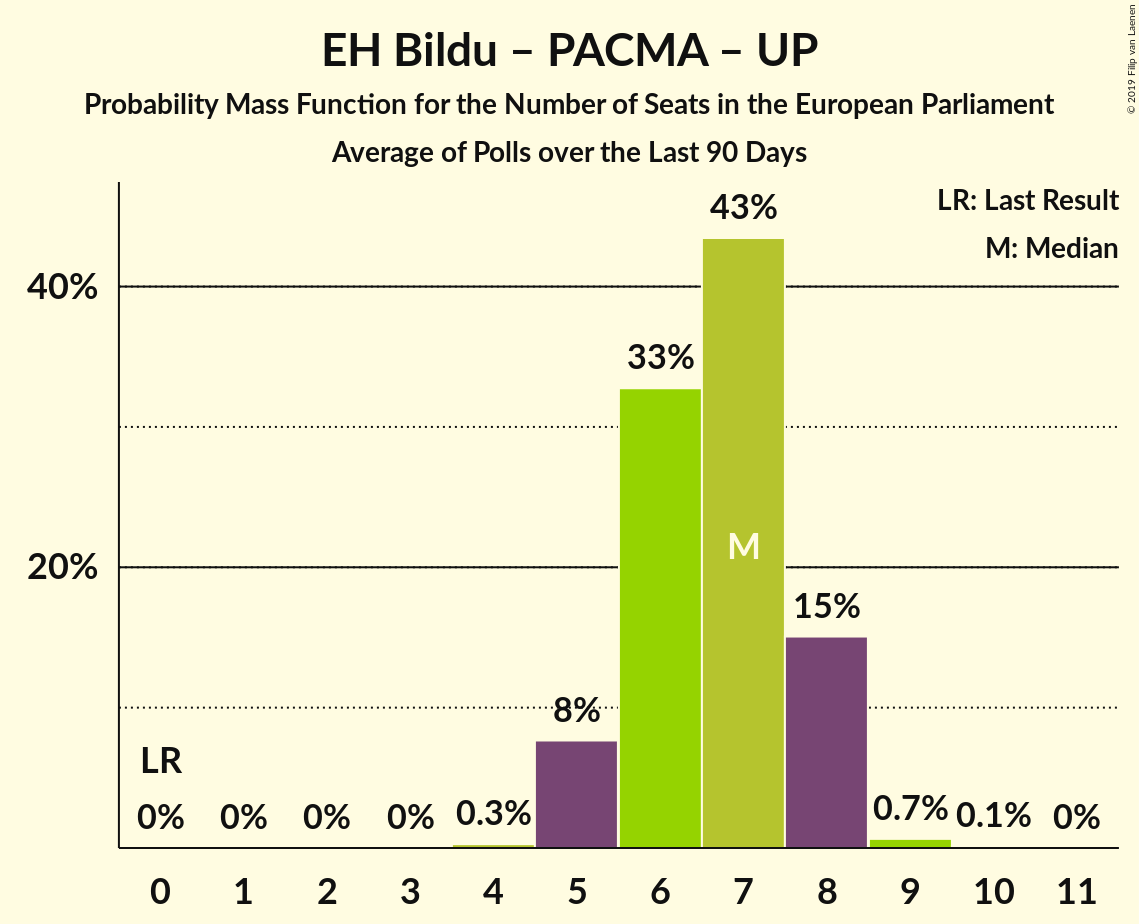 EH Bildu – PACMA – UP
Probability Mass Function for the Number of Seats in the European Parliament
Average of Polls over the Last 90 Days
© 2019 Filip van Laenen
LR: Last Result
M: Median
43%
40%
33%
M
20%
15%
8%
LR
0% 0% 0% 0% 0.3% 0.7% 0.1% 0%
0 1 2 3 4 5 6 7 8 9 10 11